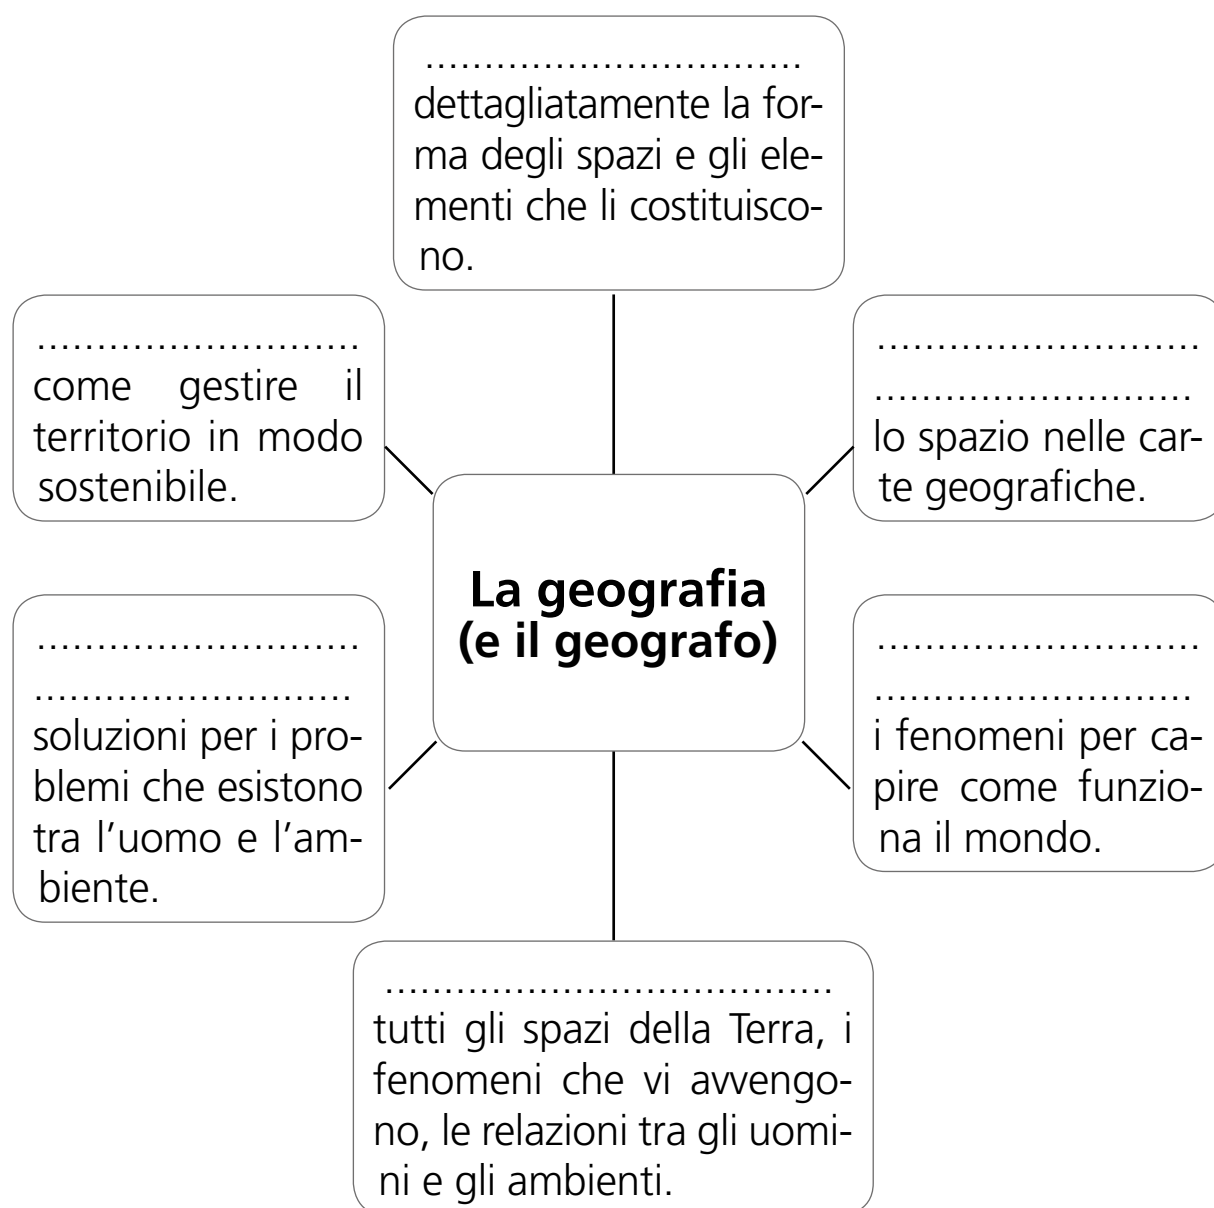 ................................
dettagliatamente la for-
ma degli spazi e gli ele-
menti che li costituisco-
no.
...........................
come gestire il
territorio in modo
sostenibile.
...........................
...........................
lo spazio nelle car-
te geografiche.
La geografia
(e il geografo)
...........................
...........................
soluzioni per i pro-
blemi che esistono
tra l’uomo e l’am-
biente.
...........................
...........................
i fenomeni per ca-
pire come funzio-
na il mondo.
......................................
tutti gli spazi della Terra, i
fenomeni che vi avvengo-
no, le relazioni tra gli uomi-
ni e gli ambienti.